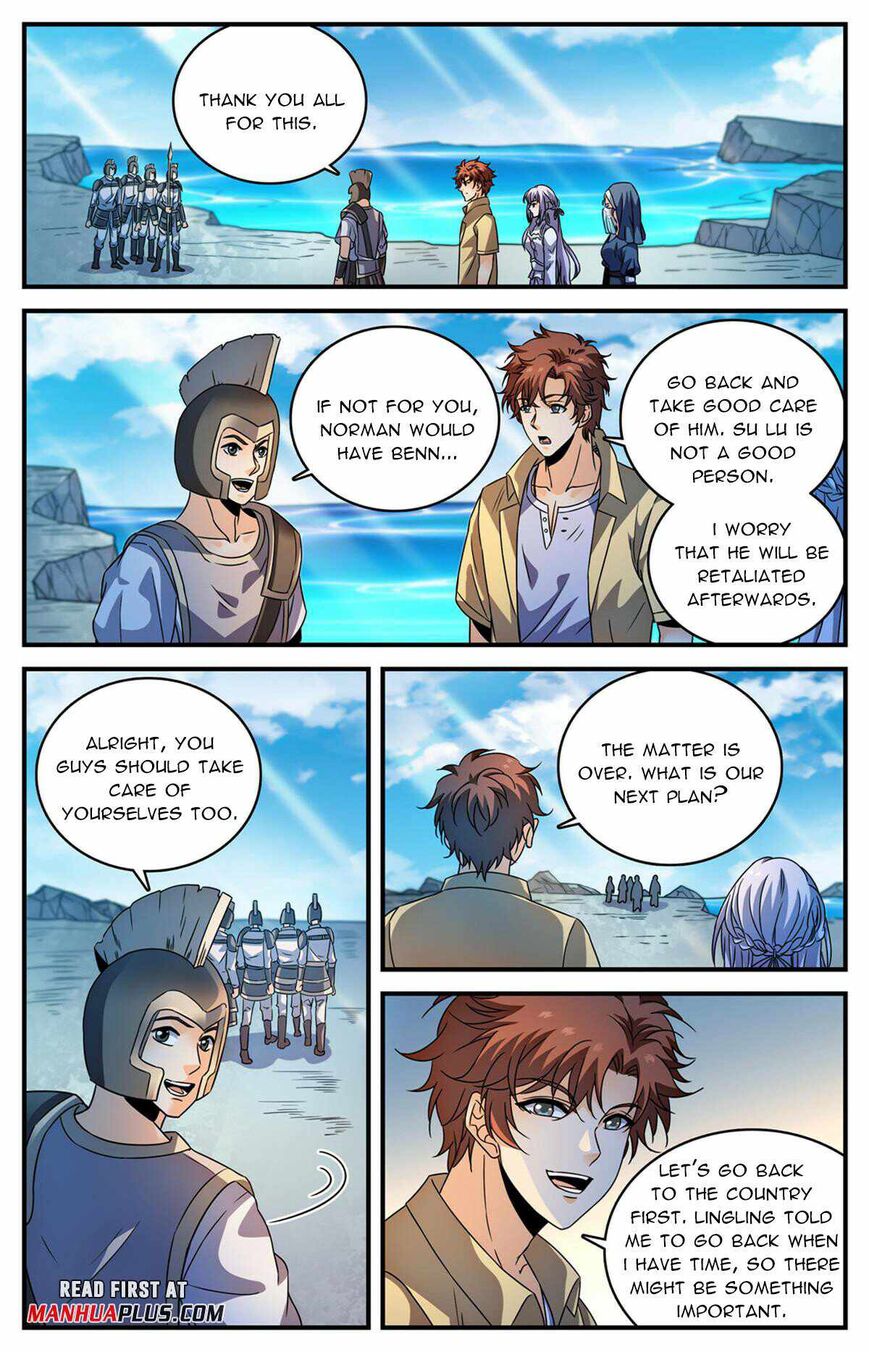 THANK YOU ALL
FOR THIS.
IF NOT FOR YOU,
NORMAN WOULD
HAVE BENN...
GO BACK AND
TAKE GOOD CARE
OF HIM. SU LU IS
NOT A GOOD
PERSON.
I WORRY
THAT HE WILL BE
RETALIATED
AFTERWARDS.
ALRIGHT, YOU
GUYS SHOULD TAKE
CARE OF
YOURSELVES TOO.
THE MATTER IS
OVER. WHAT IS OUR
NEXT PLAN?
LET'S GO BACK
TO THE COUNTRY
FIRST. LINGLING TOLD
ME TO GO BACK WHEN
I HAVE TIME, SO THERE
MIGHT BE SOMETHING
IMPORTANT.
READ FIRST AT
MANHUAPLUS.COM